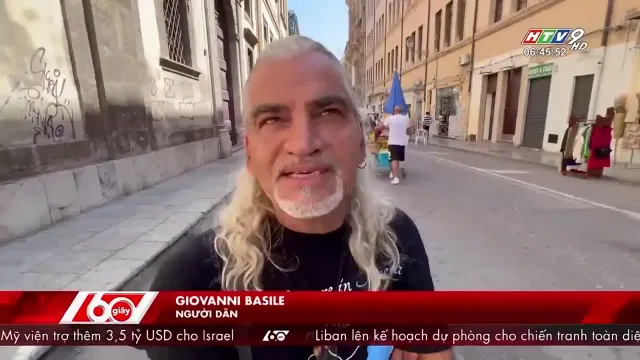 HTV9 HD
06:45:52
60 giây
GIOVANNI BASILE
NGƯỜI DÂN
Mỹ viện trợ thêm 3,5 tỷ USD cho Israel
60
Liban lên kế hoạch dự phòng cho chiến tranh toàn diệ